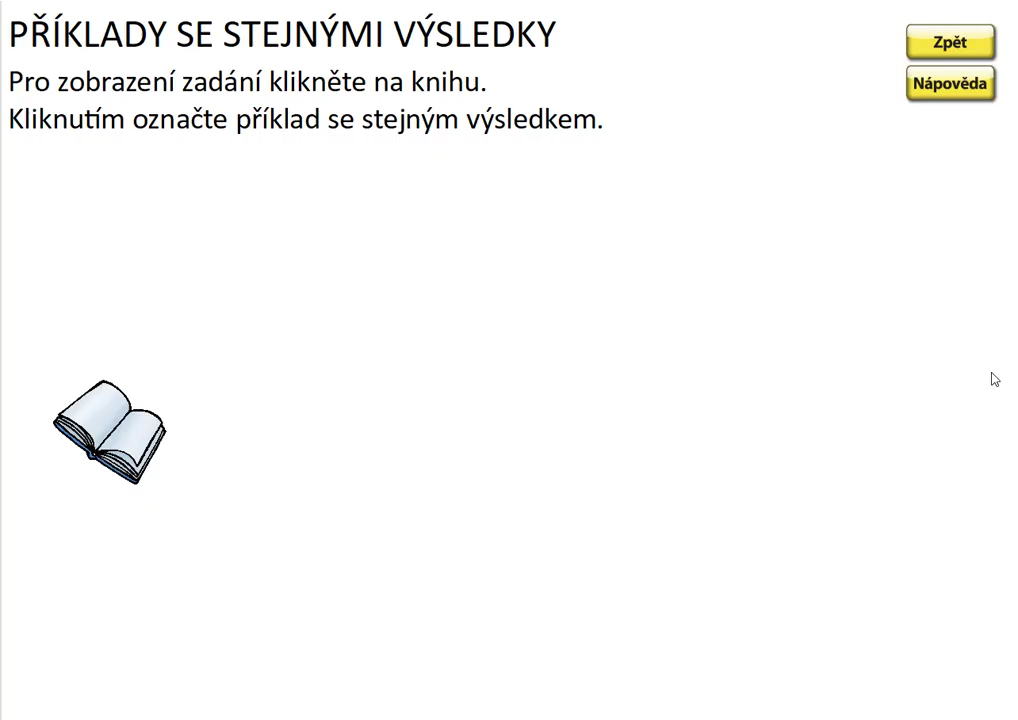 PŘÍKLADY SE STEJNÝMI VÝSLEDKY
Zpět
Pro zobrazení zadání klikněte na knihu.
Nápověda
Kliknutím označte příklad se stejným výsledkem.